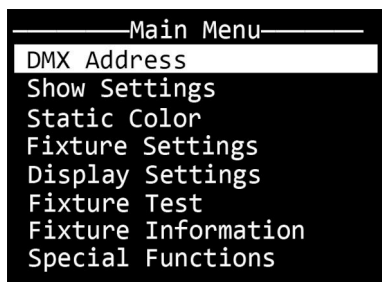 Main Menu
DMX Address
Show Settings
Static Color
Fixture Settings
Display Settings
Fixture Test
Fixture Information
Special Functions